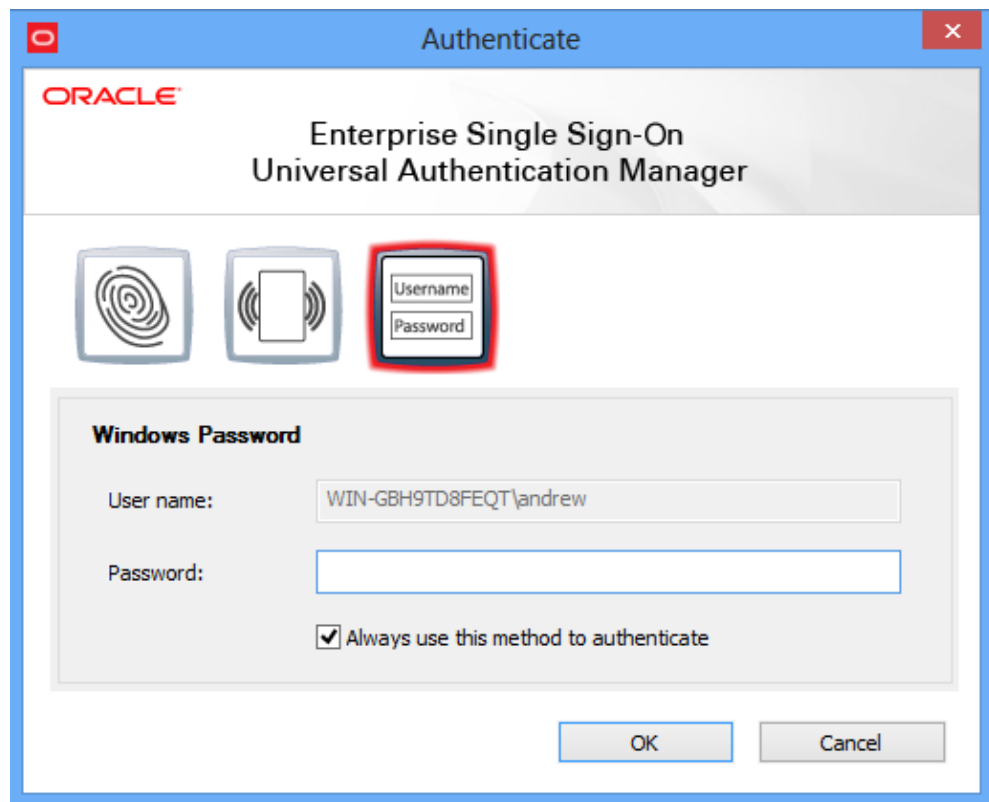 Authenticate
ORACLE
Enterprise Single Sign-On
Universal Authentication Manager
Username
Password
Windows Password
User name: WIN-GBH9TD8FEQT\andrew
Password:
Always use this method to authenticate
OK Cancel